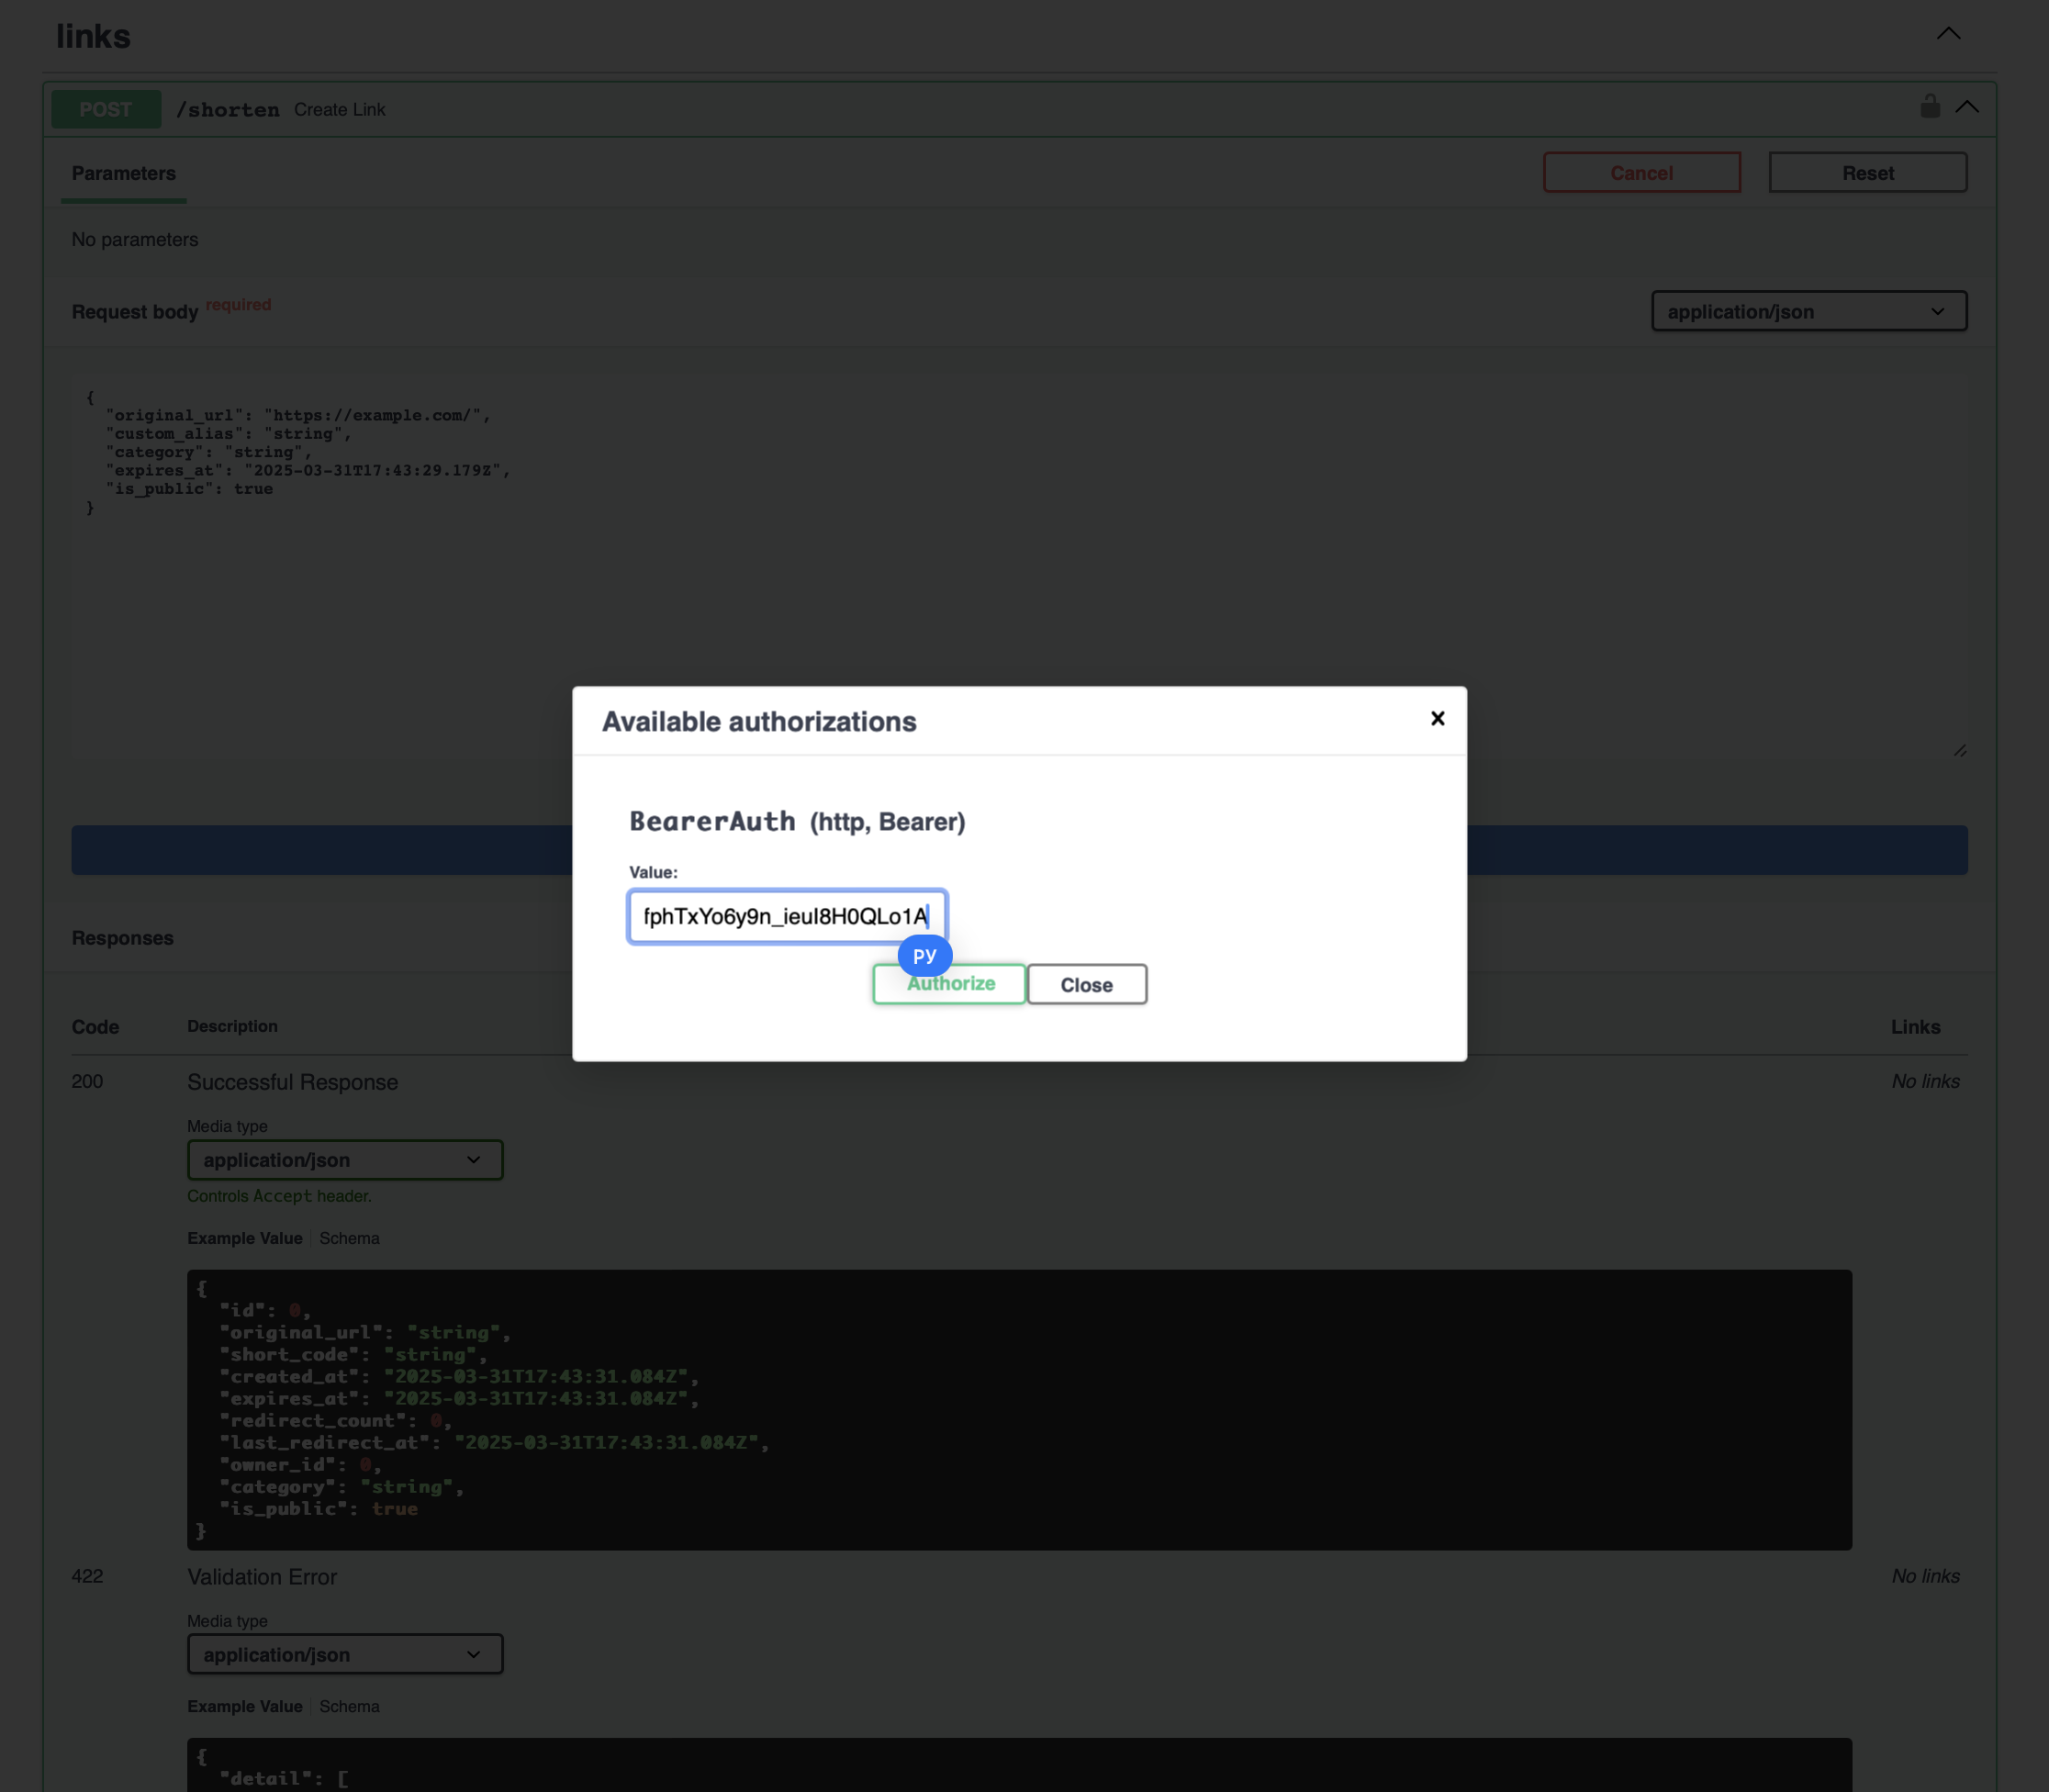 links
POST /shorten Create Link
Parameters
Cancel
Reset
No parameters
Request body required
application/json
{
  "original_url": "https://example.com/",
  "custom_alias": "string",
  "category": "string",
  "expires_at": "2025-03-31T17:43:29.179Z",
  "is_public": true
}
Available authorizations
BearerAuth (http, Bearer)
Value:
fphTxYo6y9n_ieuI8H0QLo1A
РУ
Authorize
Close
Responses
Code Description Links
200 Successful Response No links
Media type
application/json
Controls Accept header.
Example Value Schema
{
  "id": 0,
  "original_url": "string",
  "short_code": "string",
  "created_at": "2025-03-31T17:43:31.084Z",
  "expires_at": "2025-03-31T17:43:31.084Z",
  "redirect_count": 0,
  "last_redirect_at": "2025-03-31T17:43:31.084Z",
  "owner_id": 0,
  "category": "string",
  "is_public": true
}
422 Validation Error No links
Media type
application/json
Example Value Schema
{
  "detail": [